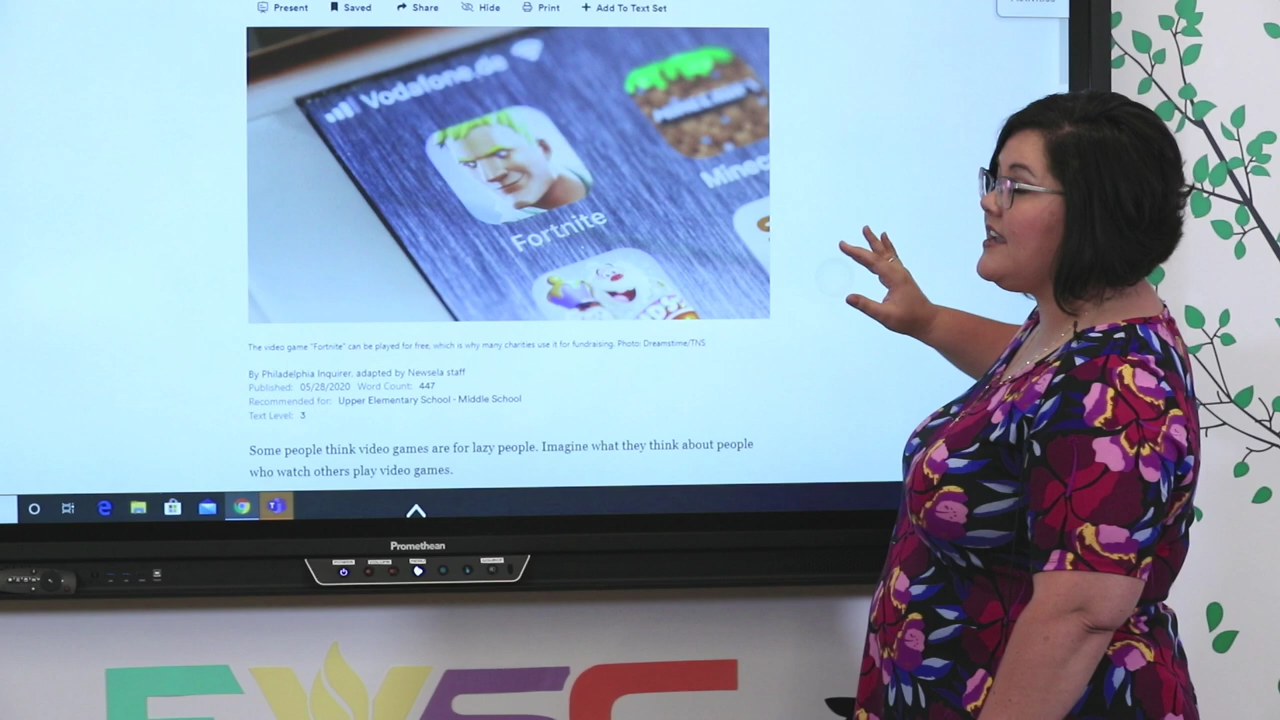 Present Saved Share Hide Print + Add To Text Set
Activities
Vodafone.de
Fortnite
Minec
The video game "Fortnite" can be played for free, which is why many charities use it for fundraising. Photo: Dreamstime/TNS
By Philadelphia Inquirer, adapted by Newsela staff
Published: 05/28/2020 Word Count: 447
Recommended for: Upper Elementary School - Middle School
Text Level: 3
Some people think video games are for lazy people. Imagine what they think about people
who watch others play video games.
Promethean